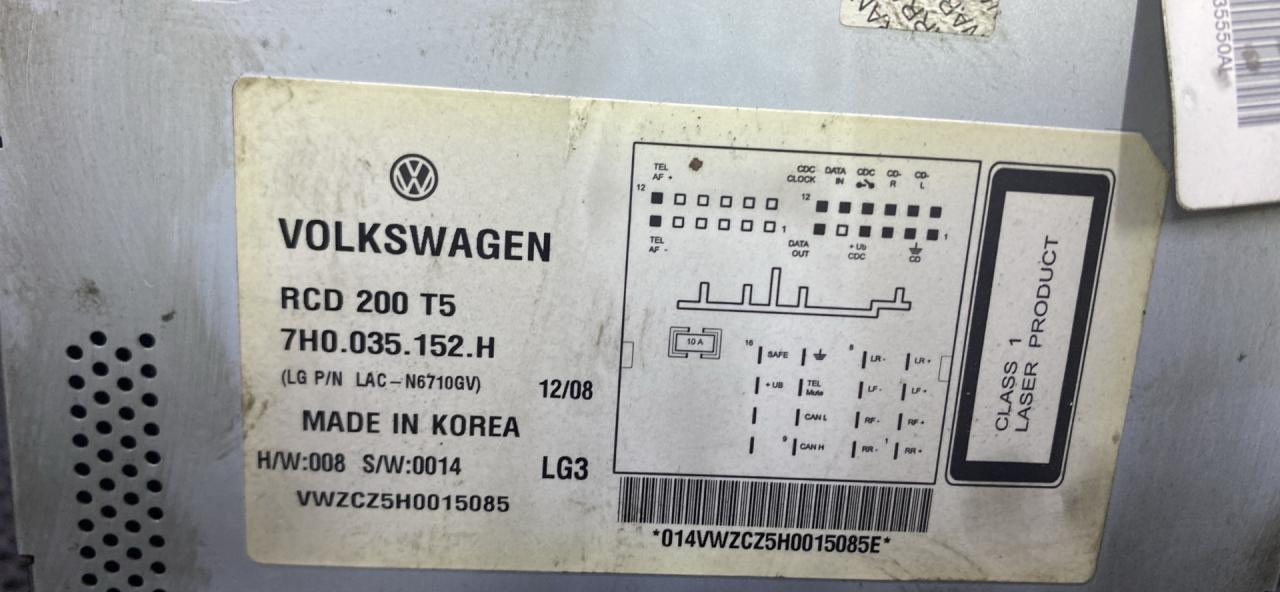 35550AL
VOLKSWAGEN
RCD 200 T5
7H0.035.152.H
(LG P/N LAC-N6710GV) 12/08
MADE IN KOREA
H/W:008 S/W:0014 LG3
VWZCZ5H0015085
TEL
AF +
12
1
TEL
AF -
CDC
CLOCK
DATA
IN
CDC
CD-
R
CD-
L
12
1
DATA
OUT
+Ub
CDC
CD
10 A
16 SAFE 8 LR- LR+
+UB TEL
Mute LF- LF+
CAN L RF- RF+
9 CAN H RR- 1 RR+
CLASS 1
LASER PRODUCT
*014VWZCZ5H0015085E*